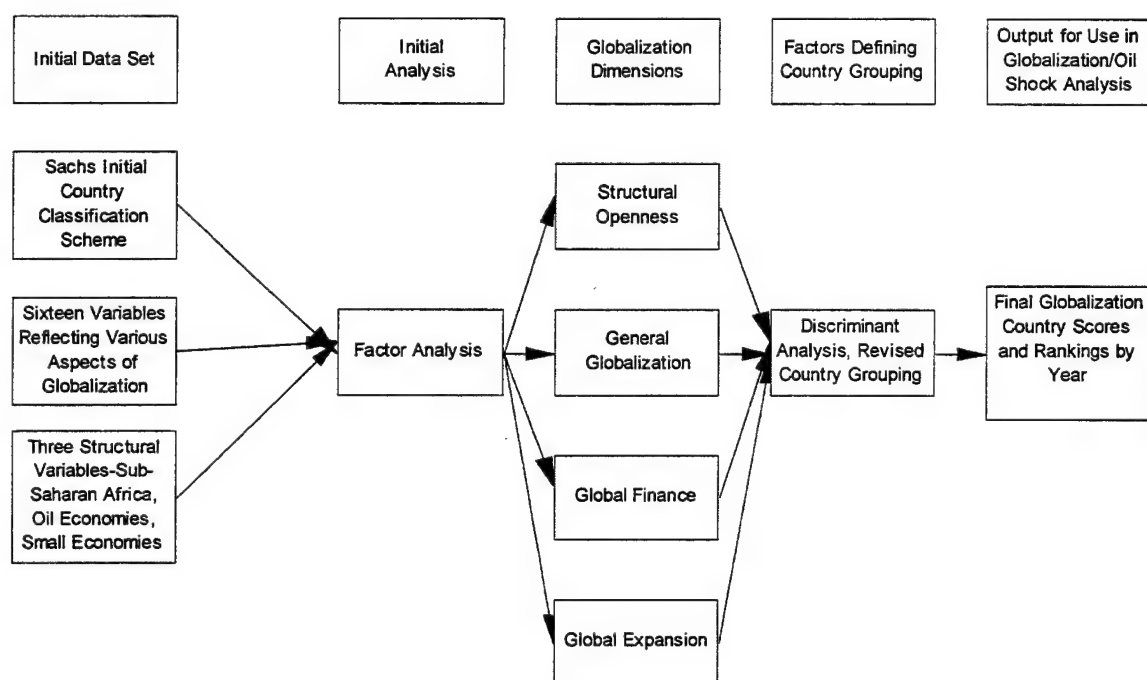 Initial Data Set
Initial
Analysis
Globalization
Dimensions
Factors Defining
Country Grouping
Output for Use in
Globalization/Oil
Shock Analysis
Sachs Initial
Country
Classification
Scheme
Sixteen Variables
Reflecting Various
Aspects of
Globalization
Three Structural
Variables-Sub-
Saharan Africa,
Oil Economies,
Small Economies
Factor Analysis
Structural
Openness
General
Globalization
Global Finance
Global Expansion
Discriminant
Analysis, Revised
Country Grouping
Final Globalization
Country Scores
and Rankings by
Year